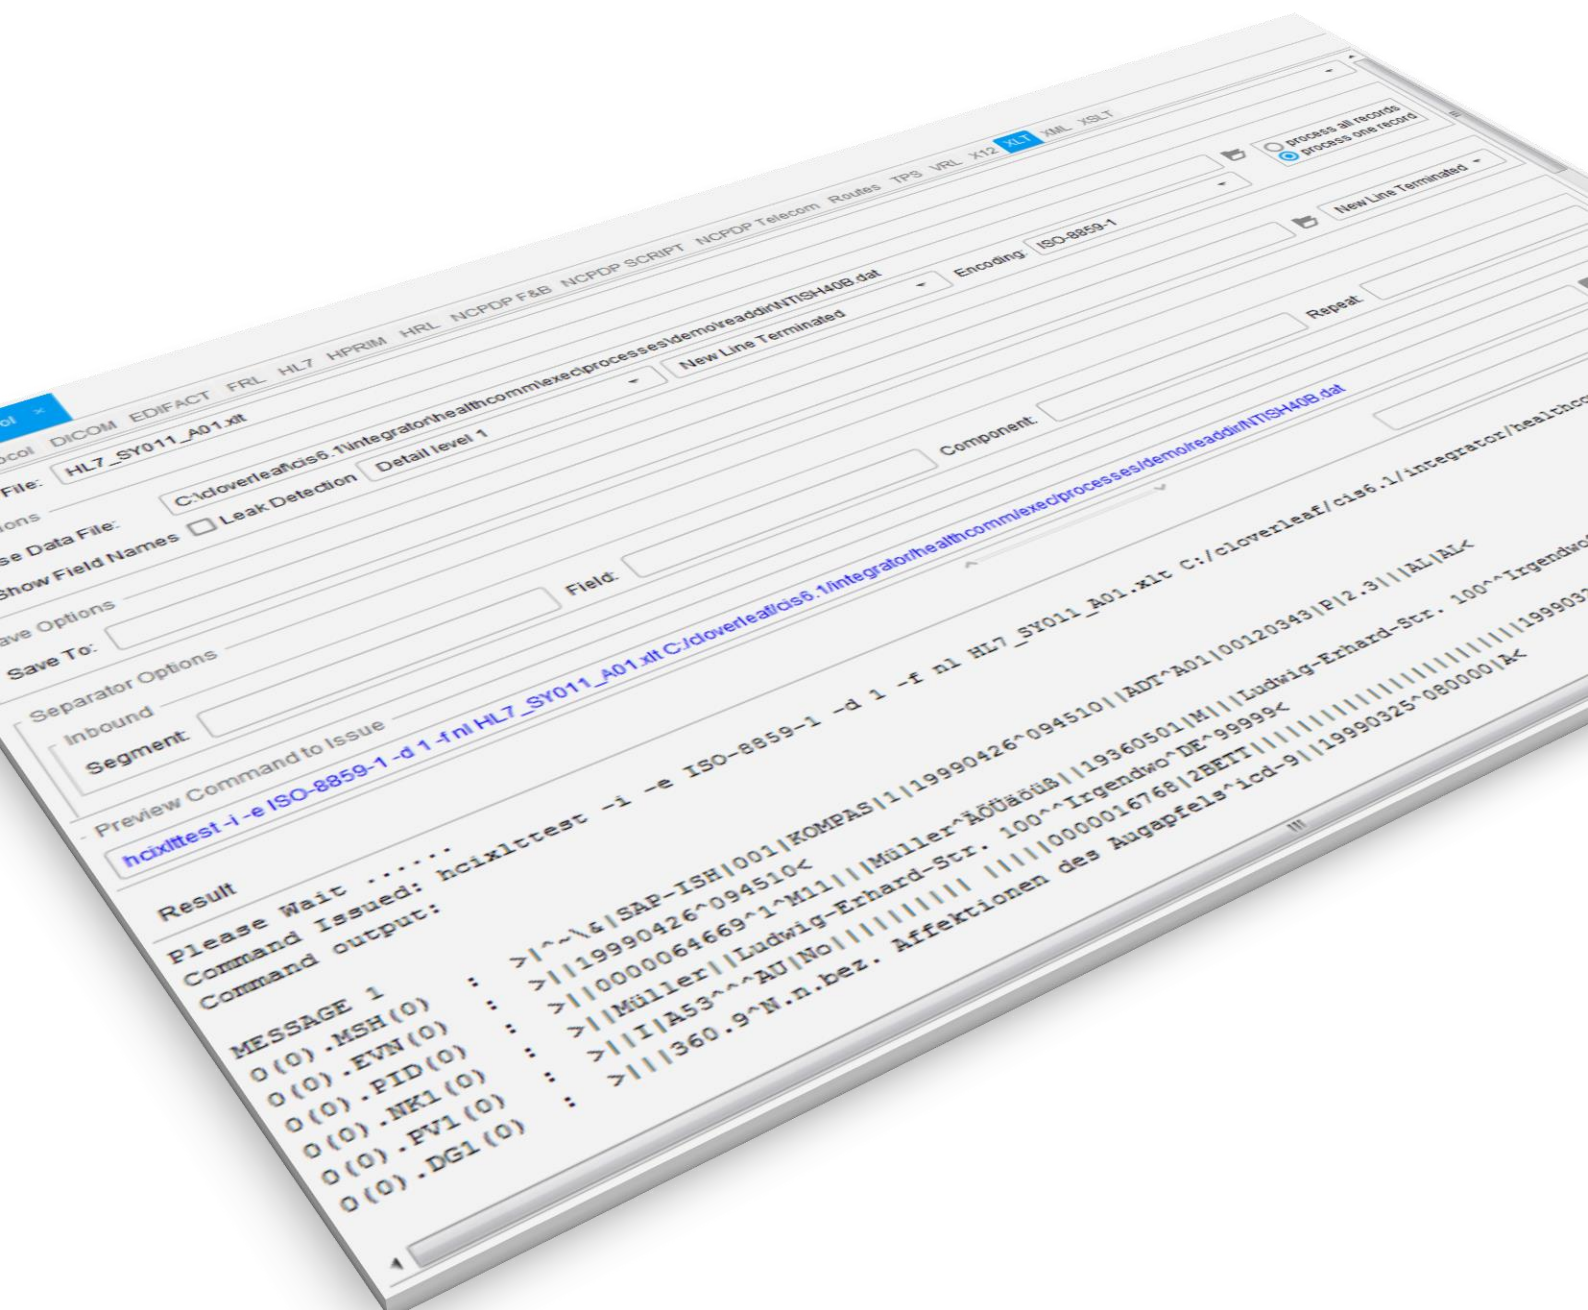 DICOM EDIFACT FRL HL7 HPRIM HRL NCPDP F&B NCPDP SCRIPT NCPDP Telecom Routes TPS VRL X12 XLT XML XSLT
File: HL7_SY011_A01.xlt
process all records
process one record
Data File: C:\cloverleaf\cis6.1\integrator\healthcomm\exec\processes\demo\readdir\NTISH40B.dat
Show Field Names Leak Detection Detail level 1 New Line Terminated Encoding: ISO-8859-1
Options
Save To: New Line Terminated
Separator Options
Inbound
Segment: Field: Component: Repeat:
Preview Command to Issue
hcixlttest -i -e ISO-8859-1 -d 1 -f nl HL7_SY011_A01.xlt C:/cloverleaf/cis6.1/integrator/healthcomm/exec/processes/demo/readdir/NTISH40B.dat
Result
Please Wait ......
Command Issued: hcixlttest -i -e ISO-8859-1 -d 1 -f nl HL7_SY011_A01.xlt C:/cloverleaf/cis6.1/integrator/healthco
Command output:
MESSAGE 1
0(0).MSH(0) : >|^~\&|SAP-ISH|001|KOMPAS|1|19990426^094510||ADT^A01|00120343|P|2.3|||AL|AL<
0(0).EVN(0) : >||19990426^094510<
0(0).PID(0) : >||0000064669^1^M11|||Müller^ÄÖÜäöüß||19360501|M|||Ludwig-Erhard-Str. 100^^Irgendwo
0(0).NK1(0) : >||Müller||Ludwig-Erhard-Str. 100^^Irgendwo^DE^99999<
0(0).PV1(0) : >||I|A53^^^AU|No|||||||||| |||||0000016768|2BETT||||||||||||||||||||||||1999032
0(0).DG1(0) : >|||360.9^N.n.bez. Affektionen des Augapfels^icd-9||19990325^080000|A<